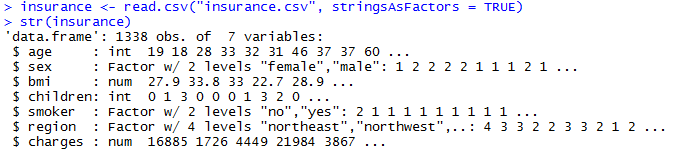 > insurance <- read.csv("insurance.csv", stringsAsFactors = TRUE)
> str(insurance)
'data.frame': 1338 obs. of  7 variables:
 $ age     : int  19 18 28 33 32 31 46 37 37 60 ...
 $ sex     : Factor w/ 2 levels "female","male": 1 2 2 2 2 1 1 1 2 1 ...
 $ bmi     : num  27.9 33.8 33 22.7 28.9 ...
 $ children: int  0 1 3 0 0 0 1 3 2 0 ...
 $ smoker  : Factor w/ 2 levels "no","yes": 2 1 1 1 1 1 1 1 1 1 ...
 $ region  : Factor w/ 4 levels "northeast","northwest",..: 4 3 3 2 2 3 3 2 1 2 ...
 $ charges : num  16885 1726 4449 21984 3867 ...